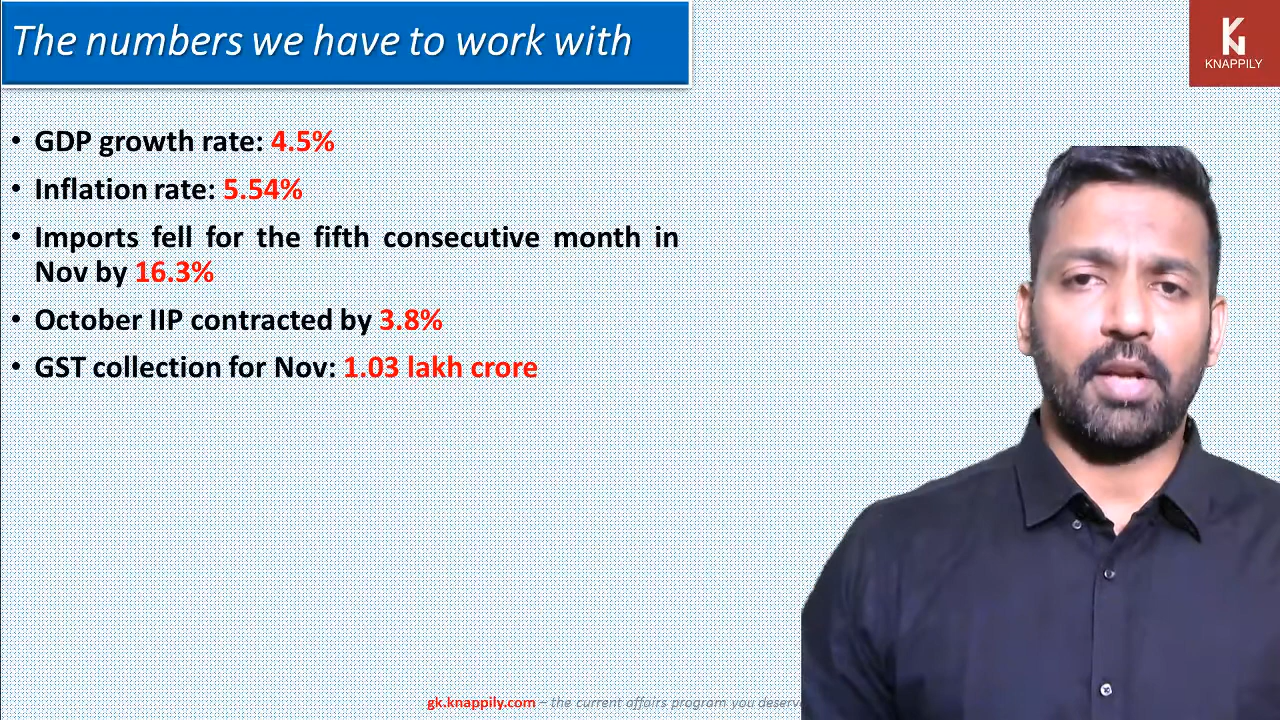 The numbers we have to work with
KNAPPILY
• GDP growth rate: 4.5%
• Inflation rate: 5.54%
• Imports fell for the fifth consecutive month in
Nov by 16.3%
• October IIP contracted by 3.8%
• GST collection for Nov: 1.03 lakh crore
gk.knappily.com – the current affairs program you